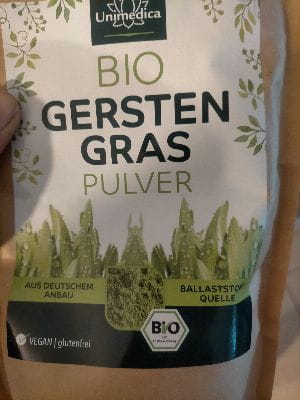 Unimedica
BIO
GERSTEN
GRAS
PULVER
AUS DEUTSCHEM
ANBAU
BALLASTSTOFF
QUELLE
BIO
VEGAN | glutenfrei